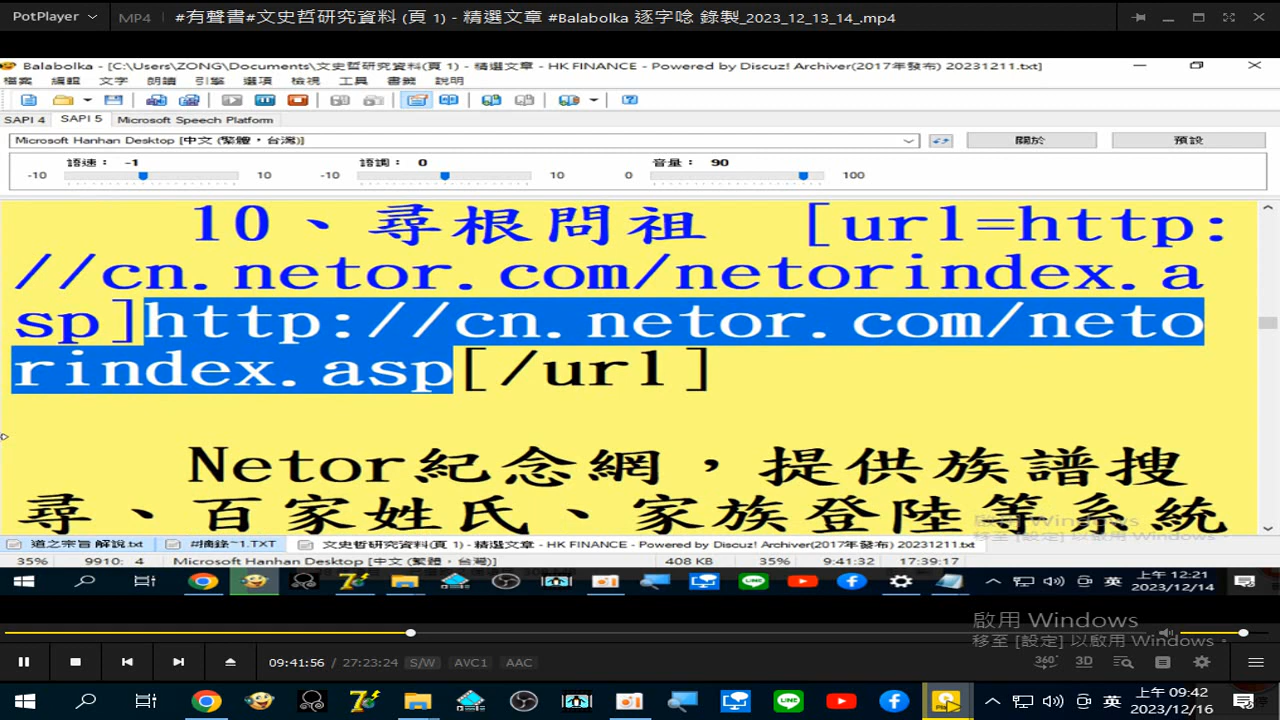 PotPlayer MP4 #有聲書#文史哲研究資料 (頁 1) - 精選文章 #Balabolka 逐字唸 錄製_2023_12_13_14_.mp4
Balabolka - [C:\Users\ZONG\Documents\文史哲研究資料(頁 1) - 精選文章 - HK FINANCE - Powered by Discuz! Archiver(2017年發布) 20231211.txt]
檔案 編輯 文字 朗讀 引擎 選項 檢視 工具 書籤 說明
SAPI 4 SAPI 5 Microsoft Speech Platform
Microsoft Hanhan Desktop [中文 (繁體，台灣)] 關於 預設
語速： -1 語調： 0 音量： 90
-10 10 -10 10 0 100
10、尋根問祖 [url=http:
//cn.netor.com/netorindex.a
sp]http://cn.netor.com/neto
rindex.asp[/url]
Netor紀念網，提供族譜搜
尋、百家姓氏、家族登陸等系統
啟用 Windows
移至 [設定] 以啟用 Windows。
道之宗旨 解說.txt #摘錄~1.TXT 文史哲研究資料(頁 1) - 精選文章 - HK FINANCE - Powered by Discuz! Archiver(2017年發布) 20231211.txt
35% 9910: 4 Microsoft Hanhan Desktop [中文 (繁體，台灣)] 408 KB 35% 9:41:32 17:39:17
英 上午 12:21
2023/12/14
啟用 Windows
移至 [設定] 以啟用 Windows。
09:41:56 / 27:23:24 S/W AVC1 AAC 360° 3D
英 上午 09:42
2023/12/16